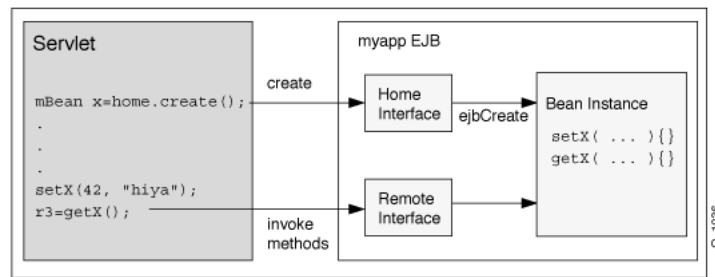 Servlet
mBean x=home.create();
.
.
.
setX(42, "hiya");
r3=getX();
create
invoke
methods
myapp EJB
Home
Interface
ejbCreate
Remote
Interface
Bean Instance
setX( ... ){}
getX( ... ){}